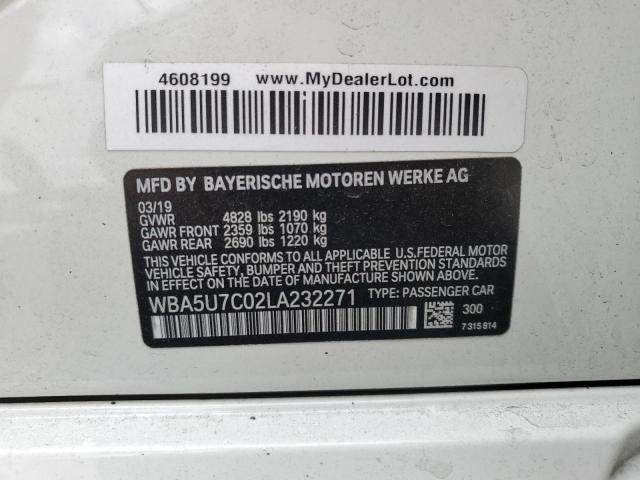 4608199 www.MyDealerLot.com
MFD BY BAYERISCHE MOTOREN WERKE AG
03/19
GVWR 4828 lbs 2190 kg
GAWR FRONT 2359 lbs 1070 kg
GAWR REAR 2690 lbs 1220 kg
THIS VEHICLE CONFORMS TO ALL APPLICABLE U.S.FEDERAL MOTOR
VEHICLE SAFETY, BUMPER AND THEFT PREVENTION STANDARDS
IN EFFECT ON THE DATE OF MANUFACTURE SHOWN ABOVE.
WBA5U7C02LA232271 TYPE: PASSENGER CAR
300
7 315 814